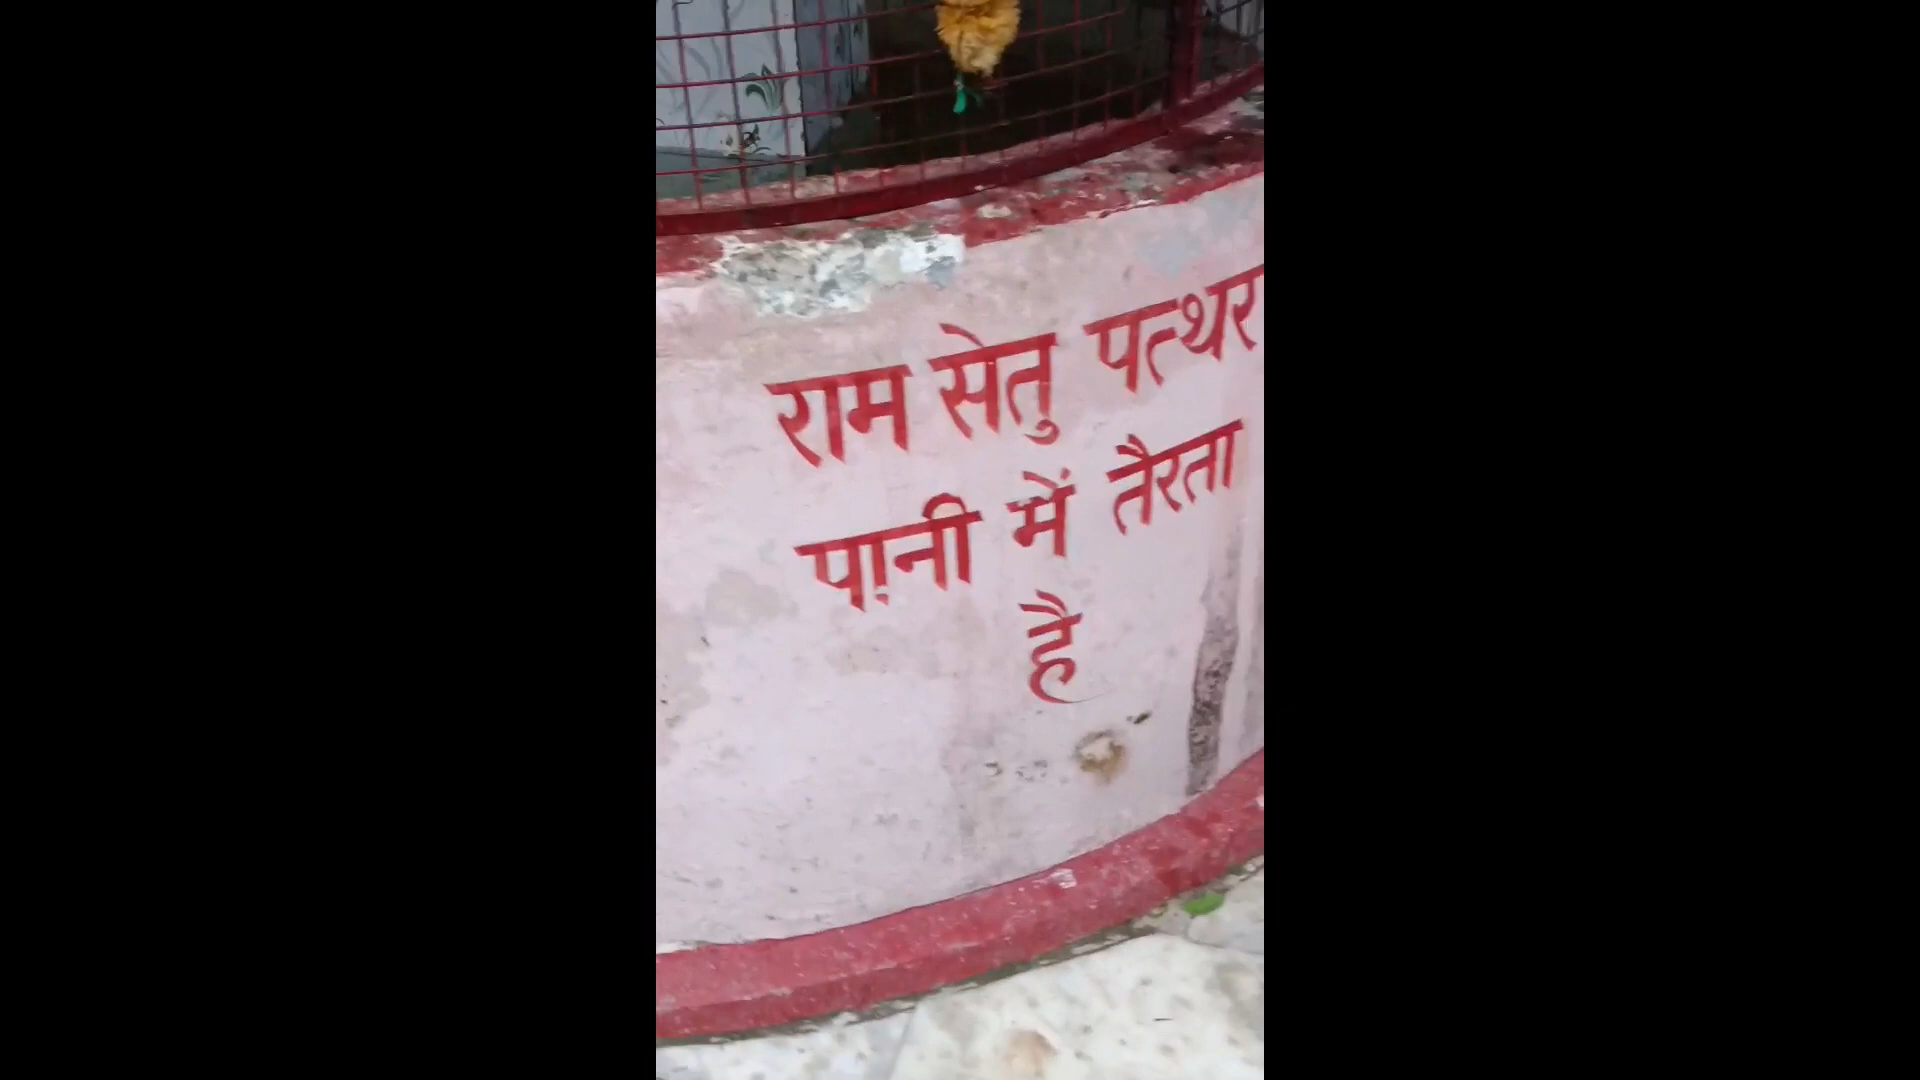 राम सेतु पत्थर
पानी में तैरता
है